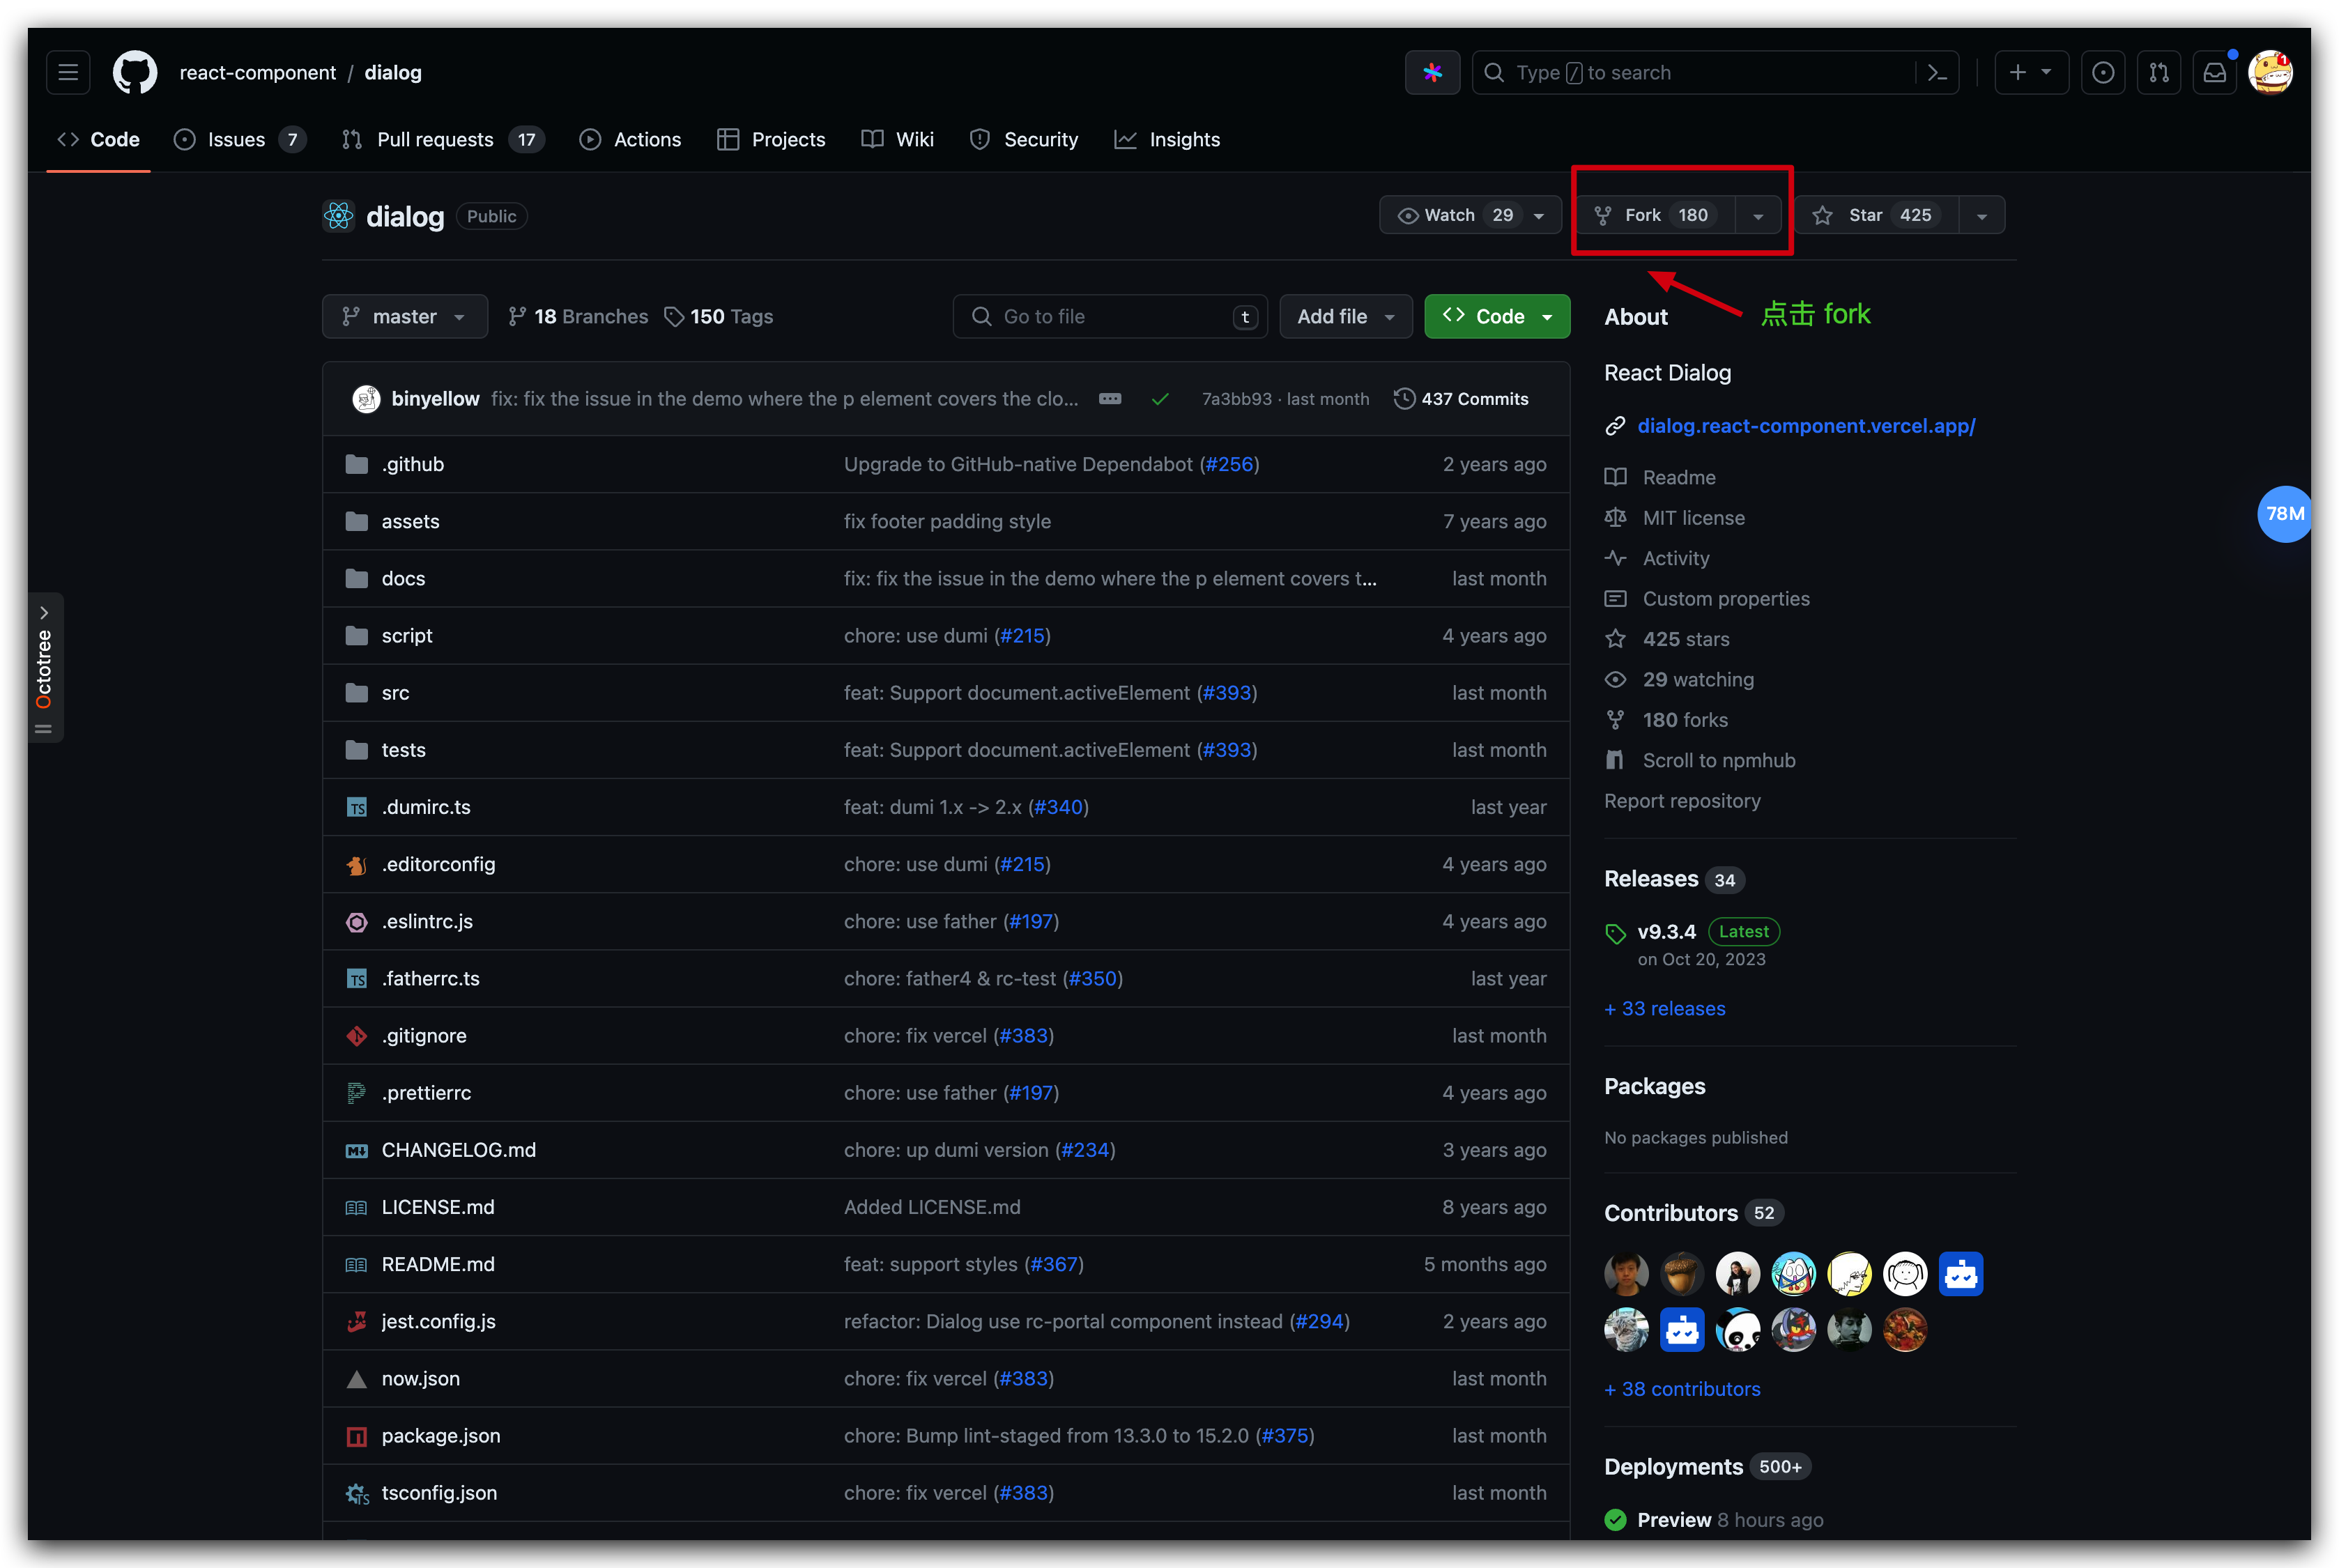 react-component / dialog
Type / to search
1
Code Issues 7 Pull requests 17 Actions Projects Wiki Security Insights
dialog Public
Watch 29 Fork 180 Star 425
点击 fork
master 18 Branches 150 Tags
Go to file t Add file Code
binyellow fix: fix the issue in the demo where the p element covers the clo... 7a3bb93 · last month 437 Commits
.github Upgrade to GitHub-native Dependabot (#256) 2 years ago
assets fix footer padding style 7 years ago
docs fix: fix the issue in the demo where the p element covers t... last month
script chore: use dumi (#215) 4 years ago
src feat: Support document.activeElement (#393) last month
tests feat: Support document.activeElement (#393) last month
TS .dumirc.ts feat: dumi 1.x -> 2.x (#340) last year
.editorconfig chore: use dumi (#215) 4 years ago
.eslintrc.js chore: use father (#197) 4 years ago
TS .fatherrc.ts chore: father4 & rc-test (#350) last year
.gitignore chore: fix vercel (#383) last month
.prettierrc chore: use father (#197) 4 years ago
M CHANGELOG.md chore: up dumi version (#234) 3 years ago
LICENSE.md Added LICENSE.md 8 years ago
README.md feat: support styles (#367) 5 months ago
jest.config.js refactor: Dialog use rc-portal component instead (#294) 2 years ago
now.json chore: fix vercel (#383) last month
package.json chore: Bump lint-staged from 13.3.0 to 15.2.0 (#375) last month
TS tsconfig.json chore: fix vercel (#383) last month
About
React Dialog
dialog.react-component.vercel.app/
Readme
MIT license
Activity
Custom properties
425 stars
29 watching
180 forks
Scroll to npmhub
Report repository
Releases 34
v9.3.4 Latest
on Oct 20, 2023
+ 33 releases
Packages
No packages published
Contributors 52
+ 38 contributors
Deployments 500+
Preview 8 hours ago
78M
Octotree